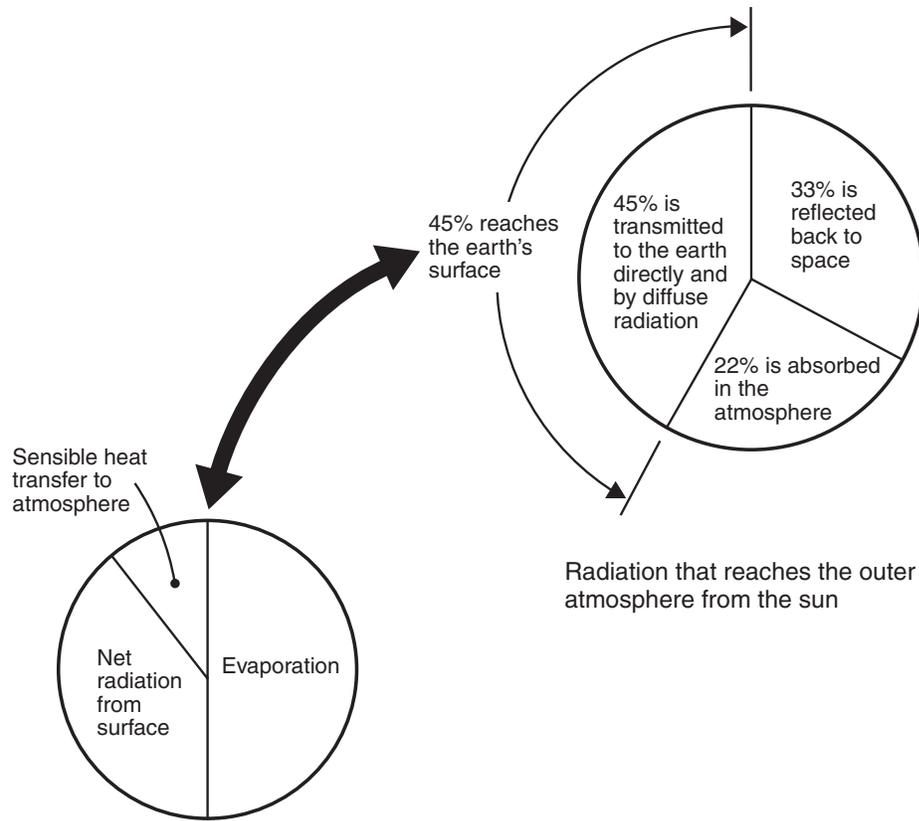 45% reaches
the earth's
surface
45% is
transmitted
to the earth
directly and
by diffuse
radiation
33% is
reflected
back to
space
22% is absorbed
in the
atmosphere
Sensible heat
transfer to
atmosphere
Net
radiation
from
surface
Evaporation
Radiation that reaches the outer
atmosphere from the sun